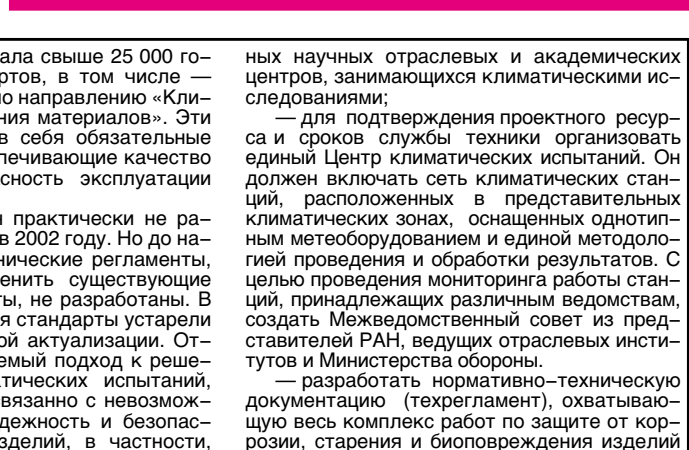 ала свыше 25 000 го–
ртов, в том числе —
о направлению «Кли–
ния материалов». Эти
в себя обязательные
печивающие качество
сность эксплуатации
н практически не ра–
в 2002 году. Но до на–
нические регламенты,
енить существующие
ты, не разработаны. В
я стандарты устарели
ой актуализации. От–
емый подход к реше–
тических испытаний,
вязанно с невозмож–
дежность и безопас–
зделий, в частности,
ных научных отраслевых и академических
центров, занимающихся климатическими ис–
следованиями;
— для подтверждения проектного ресур–
са и сроков службы техники организовать
единый Центр климатических испытаний. Он
должен включать сеть климатических стан–
ций, расположенных в представительных
климатических зонах, оснащенных однотип–
ным метеоборудованием и единой методоло–
гией проведения и обработки результатов. С
целью проведения мониторинга работы стан–
ций, принадлежащих различным ведомствам,
создать Межведомственный совет из пред–
ставителей РАН, ведущих отраслевых инсти–
тутов и Министерства обороны.
— разработать нормативно–техническую
документацию (техрегламент), охватываю–
щую весь комплекс работ по защите от кор–
розии, старения и биоповреждения изделий